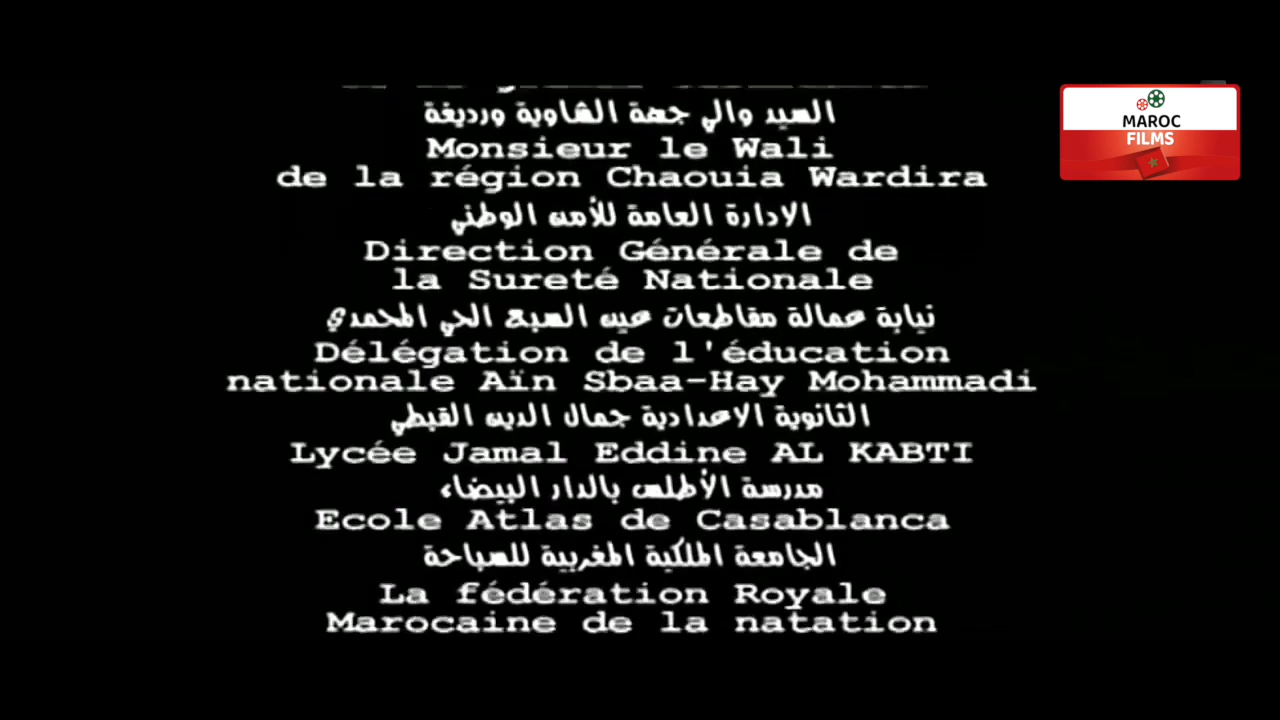 السيد والي جهة الشاوية ورديغة
Monsieur le Wali
de la région Chaouia Wardira
الادارة العامة للأمن الوطني
Direction Générale de
la Sureté Nationale
نيابة عمالة مقاطعات عين السبع الحي المحمدي
Délégation de l'éducation
nationale Aïn Sbaa-Hay Mohammadi
الثانوية الاعدادية جمال الدين القبطي
Lycée Jamal Eddine AL KABTI
مدرسة الأطلس بالدار البيضاء
Ecole Atlas de Casablanca
الجامعة الملكية المغربية للسباحة
La fédération Royale
Marocaine de la natation
MAROC
FILMS